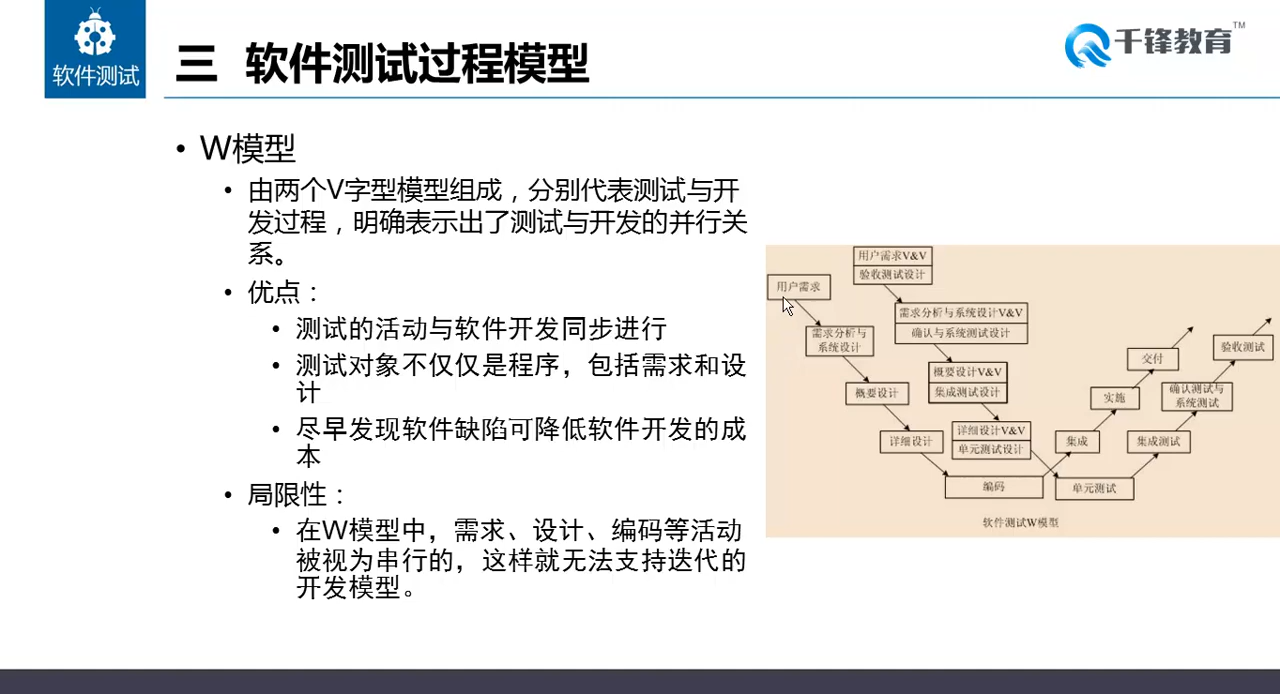 软件测试
三 软件测试过程模型
千锋教育™
• W模型
• 由两个V字型模型组成，分别代表测试与开
发过程，明确表示出了测试与开发的并行关
系。
• 优点：
• 测试的活动与软件开发同步进行
• 测试对象不仅仅是程序，包括需求和设
计
• 尽早发现软件缺陷可降低软件开发的成
本
• 局限性：
• 在W模型中，需求、设计、编码等活动
被视为串行的，这样就无法支持迭代的
开发模型。
用户需求V&V
验收测试设计
用户需求
需求分析与系统设计V&V
确认与系统测试设计
需求分析与
系统设计
验收测试
交付
概要设计V&V
集成测试设计
概要设计
实施
确认测试与
系统测试
详细设计V&V
单元测试设计
详细设计
集成
集成测试
编码
单元测试
软件测试W模型